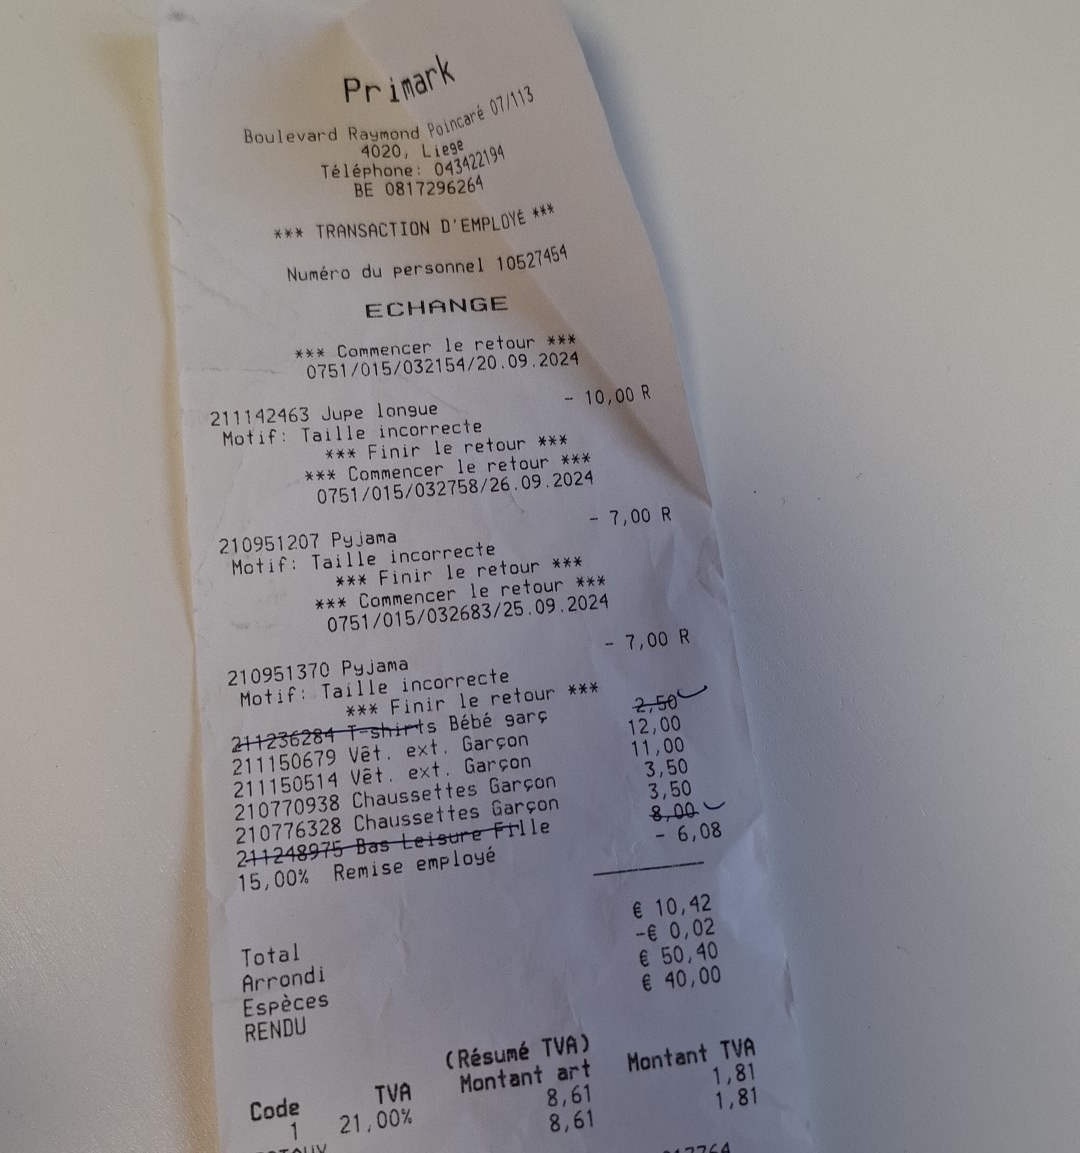 Primark
Boulevard Raymond Poincaré 07/113
4020, Liege
Téléphone: 043422194
BE 0817296264
*** TRANSACTION D'EMPLOYÉ ***
Numéro du personnel 10527454
ECHANGE
*** Commencer le retour ***
0751/015/032154/20.09.2024
211142463 Jupe longue - 10,00 R
Motif: Taille incorrecte
*** Finir le retour ***
*** Commencer le retour ***
0751/015/032758/26.09.2024
210951207 Pyjama - 7,00 R
Motif: Taille incorrecte
*** Finir le retour ***
*** Commencer le retour ***
0751/015/032683/25.09.2024
210951370 Pyjama - 7,00 R
Motif: Taille incorrecte
*** Finir le retour ***
211236284 T-shirts Bébé garç 2,50
211150679 Vêt. ext. Garçon 12,00
211150514 Vêt. ext. Garçon 11,00
210770938 Chaussettes Garçon 3,50
210776328 Chaussettes Garçon 3,50
211248975 Bas Leisure Fille 8,00
15,00% Remise employé - 6,08
Total € 10,42
Arrondi -€ 0,02
Espèces € 50,40
RENDU € 40,00
(Résumé TVA)
Code TVA Montant art Montant TVA
1 21,00% 8,61 1,81
8,61 1,81